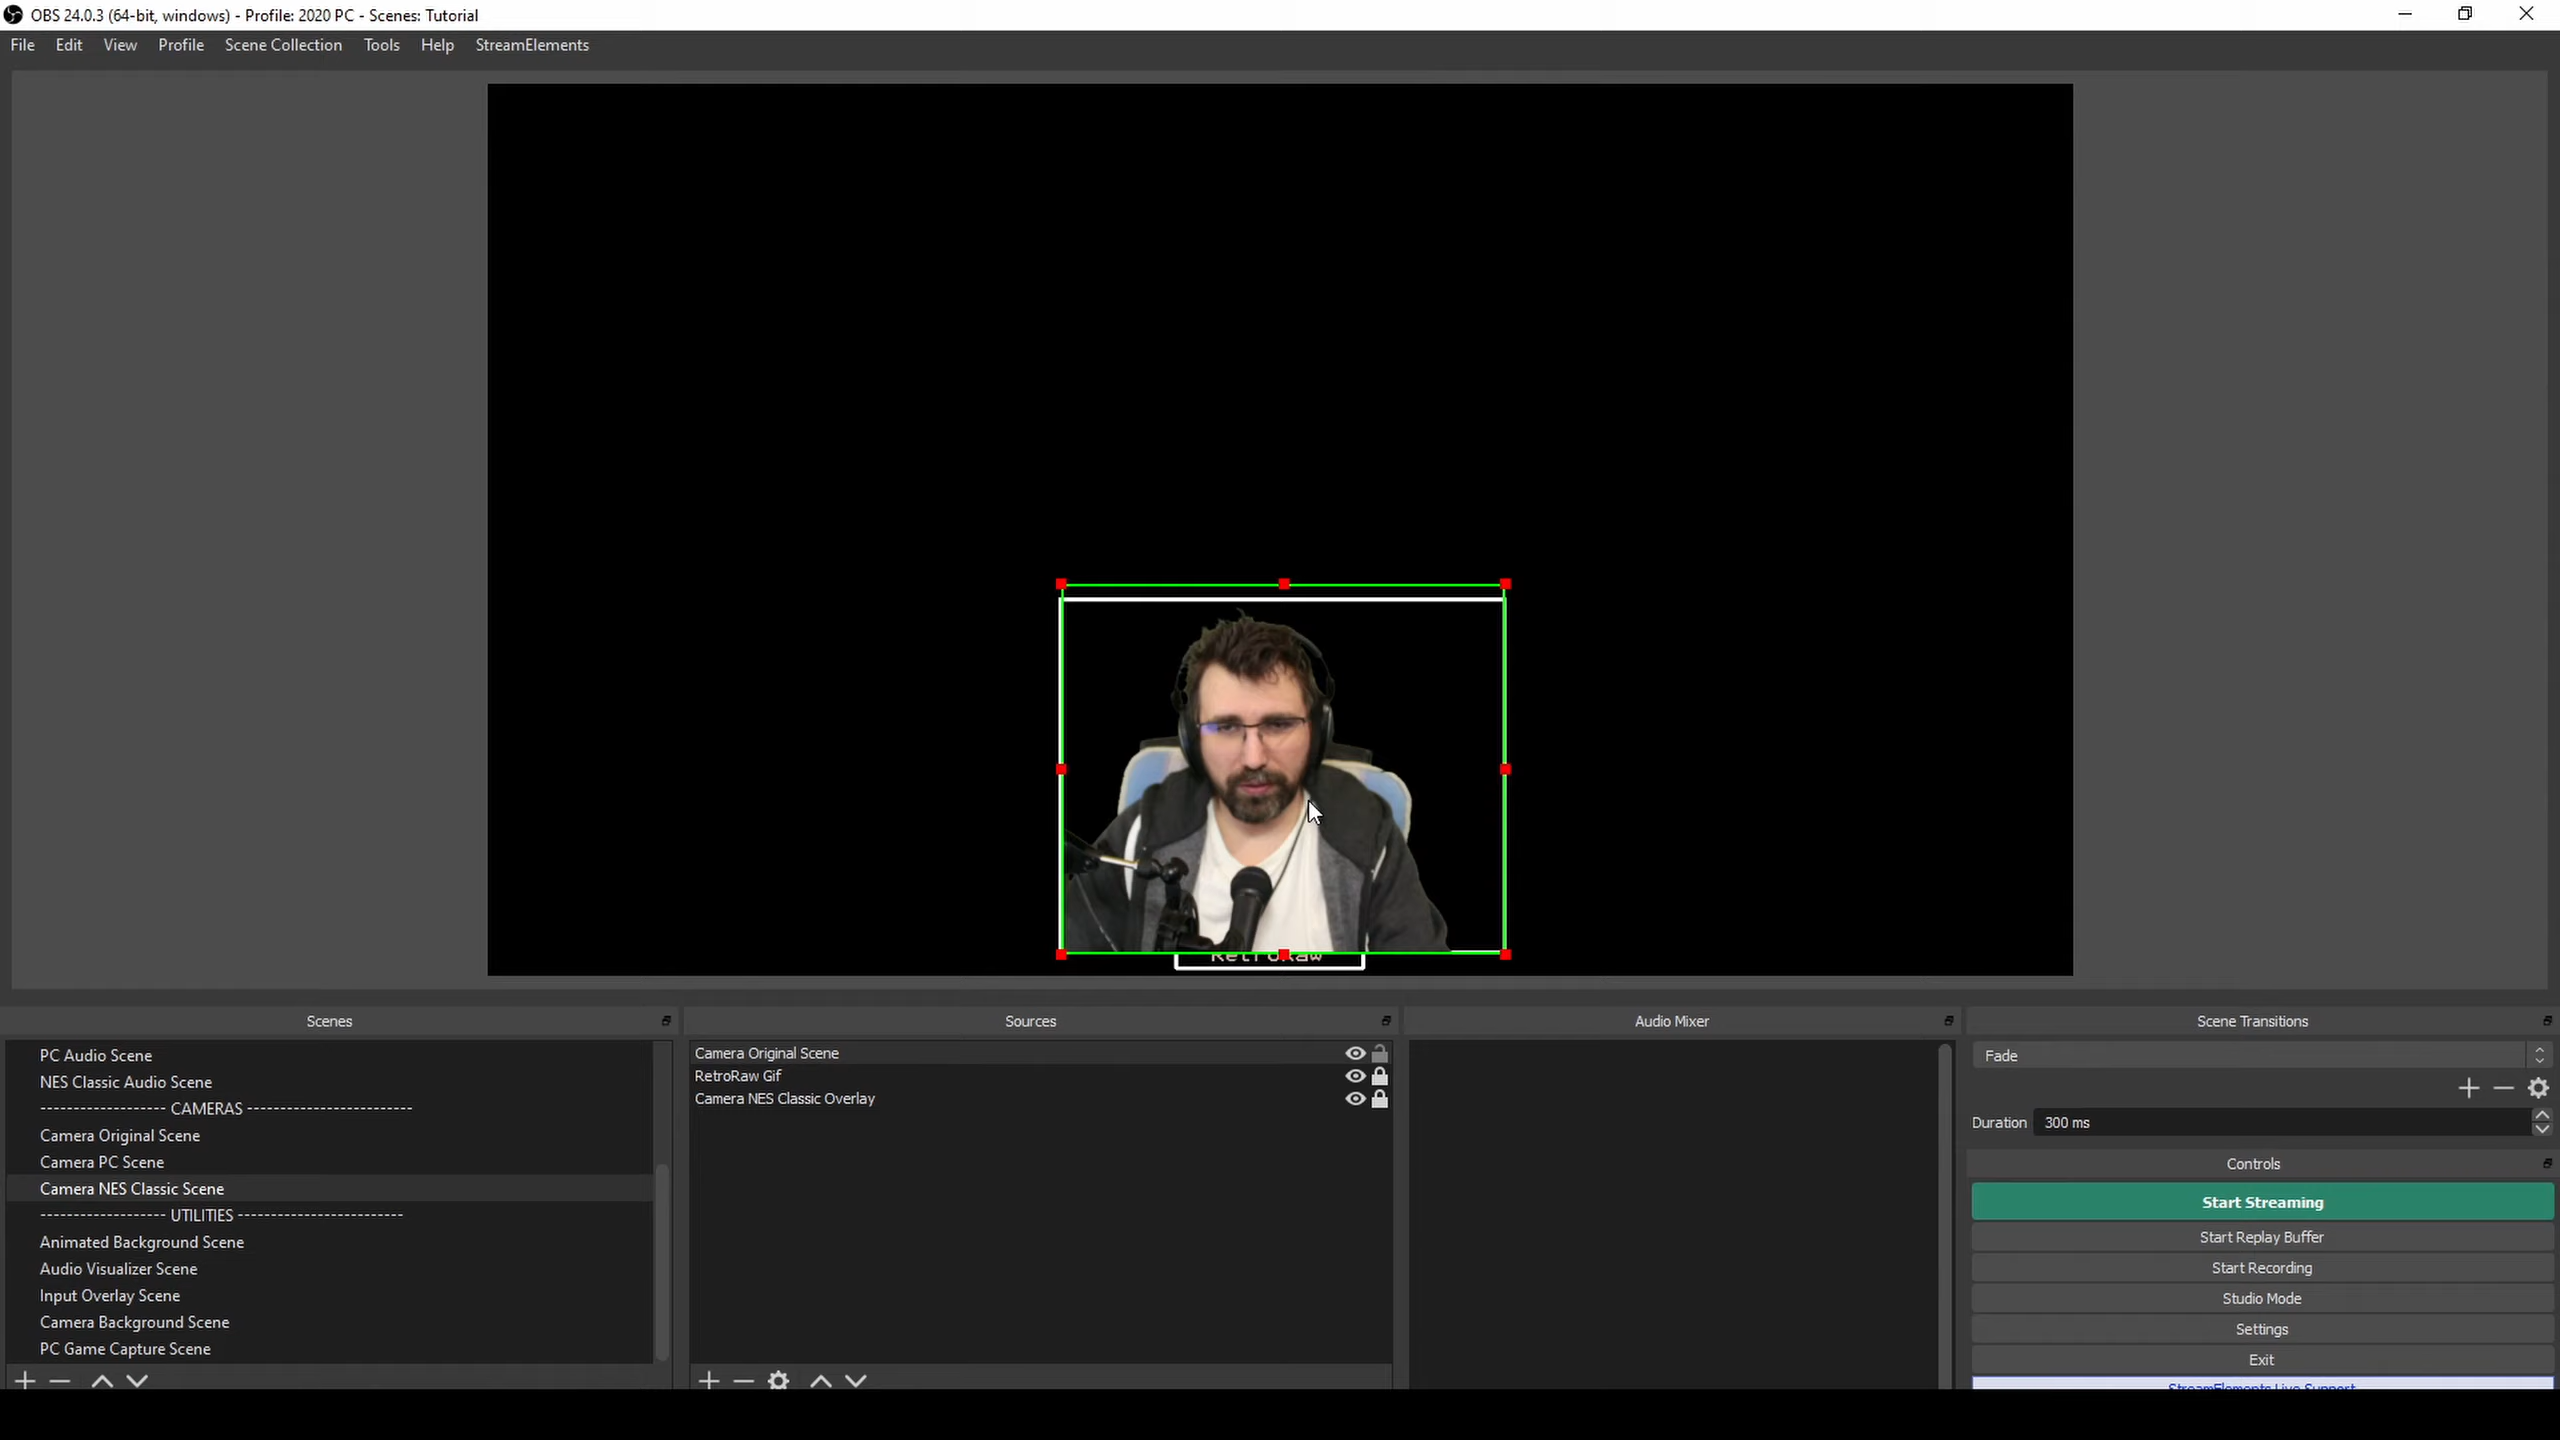 OBS 24.0.3 (64-bit, windows) - Profile: 2020 PC - Scenes: Tutorial
File Edit View Profile Scene Collection Tools Help StreamElements
RetroRaw
Scenes
PC Audio Scene
NES Classic Audio Scene
------------------- CAMERAS -------------------------
Camera Original Scene
Camera PC Scene
Camera NES Classic Scene
------------------- UTILITIES -------------------------
Animated Background Scene
Audio Visualizer Scene
Input Overlay Scene
Camera Background Scene
PC Game Capture Scene
Sources
Camera Original Scene
RetroRaw Gif
Camera NES Classic Overlay
Audio Mixer
Scene Transitions
Fade
Duration 300 ms
Controls
Start Streaming
Start Replay Buffer
Start Recording
Studio Mode
Settings
Exit
StreamElements Live Support